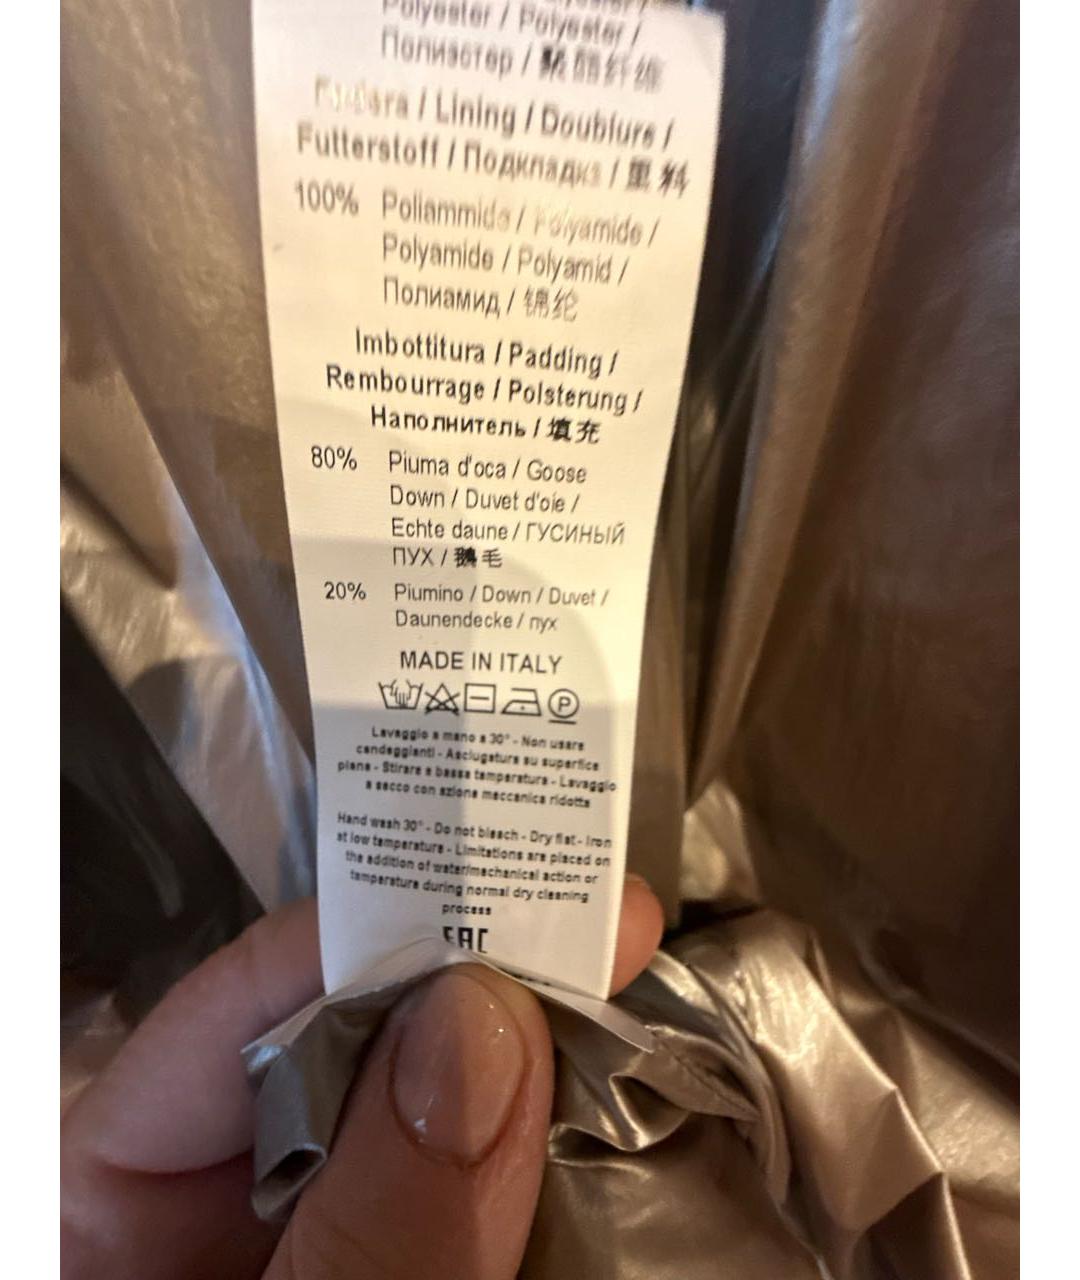 Polyester / Polyester /
Полиэстер / 聚酯纤维
Fodera / Lining / Doublure /
Futterstoff / Подкладка / 里料
100% Poliammide / Polyamide /
Polyamide / Polyamid /
Полиамид / 锦纶
Imbottitura / Padding /
Rembourrage / Polsterung /
Наполнитель / 填充
80% Piuma d'oca / Goose
Down / Duvet d'oie /
Echte daune / ГУСИНЫЙ
ПУХ / 鹅毛
20% Piumino / Down / Duvet /
Daunendecke / пух
MADE IN ITALY
P
Lavaggio a mano a 30° - Non usare
candeggianti - Asciugatura su superfice
piana - Stirare a bassa temperatura - Lavaggio
a secco con azione meccanica ridotta
Hand wash 30° - Do not bleach - Dry flat - Iron
at low temperature - Limitations are placed on
the addition of water/mechanical action or
temperature during normal dry cleaning
process
EAC